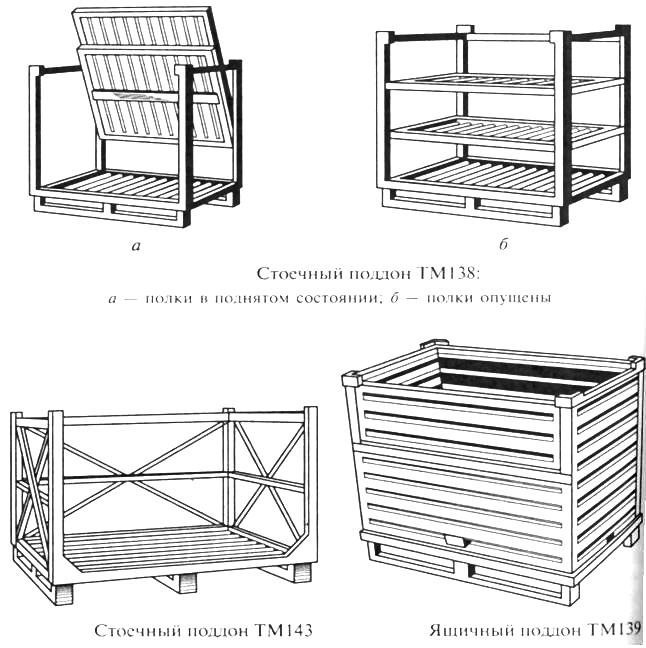 а
б
Стоечный поддон ТМ138:
а — полки в поднятом состоянии; б — полки опущены
Стоечный поддон ТМ143
Ящичный поддон ТМ139